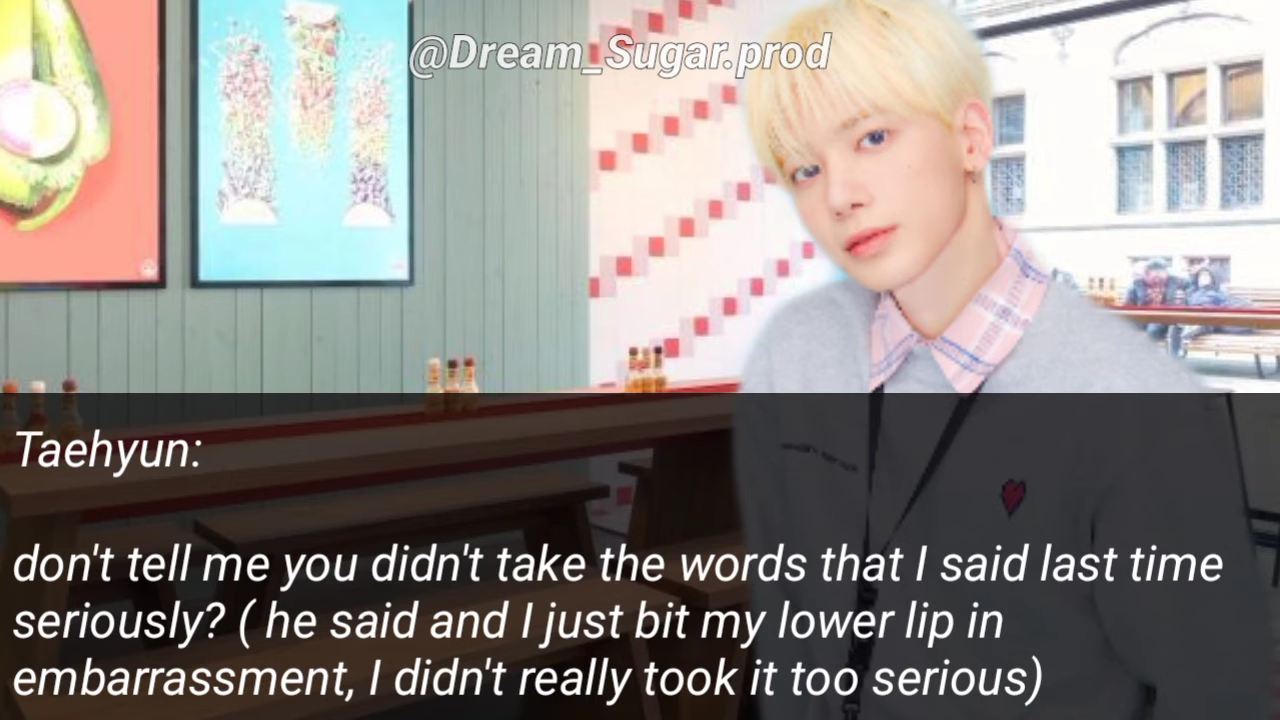 @Dream_Sugar.prod
Taehyun:
don't tell me you didn't take the words that I said last time
seriously? ( he said and I just bit my lower lip in
embarrassment, I didn't really took it too serious)